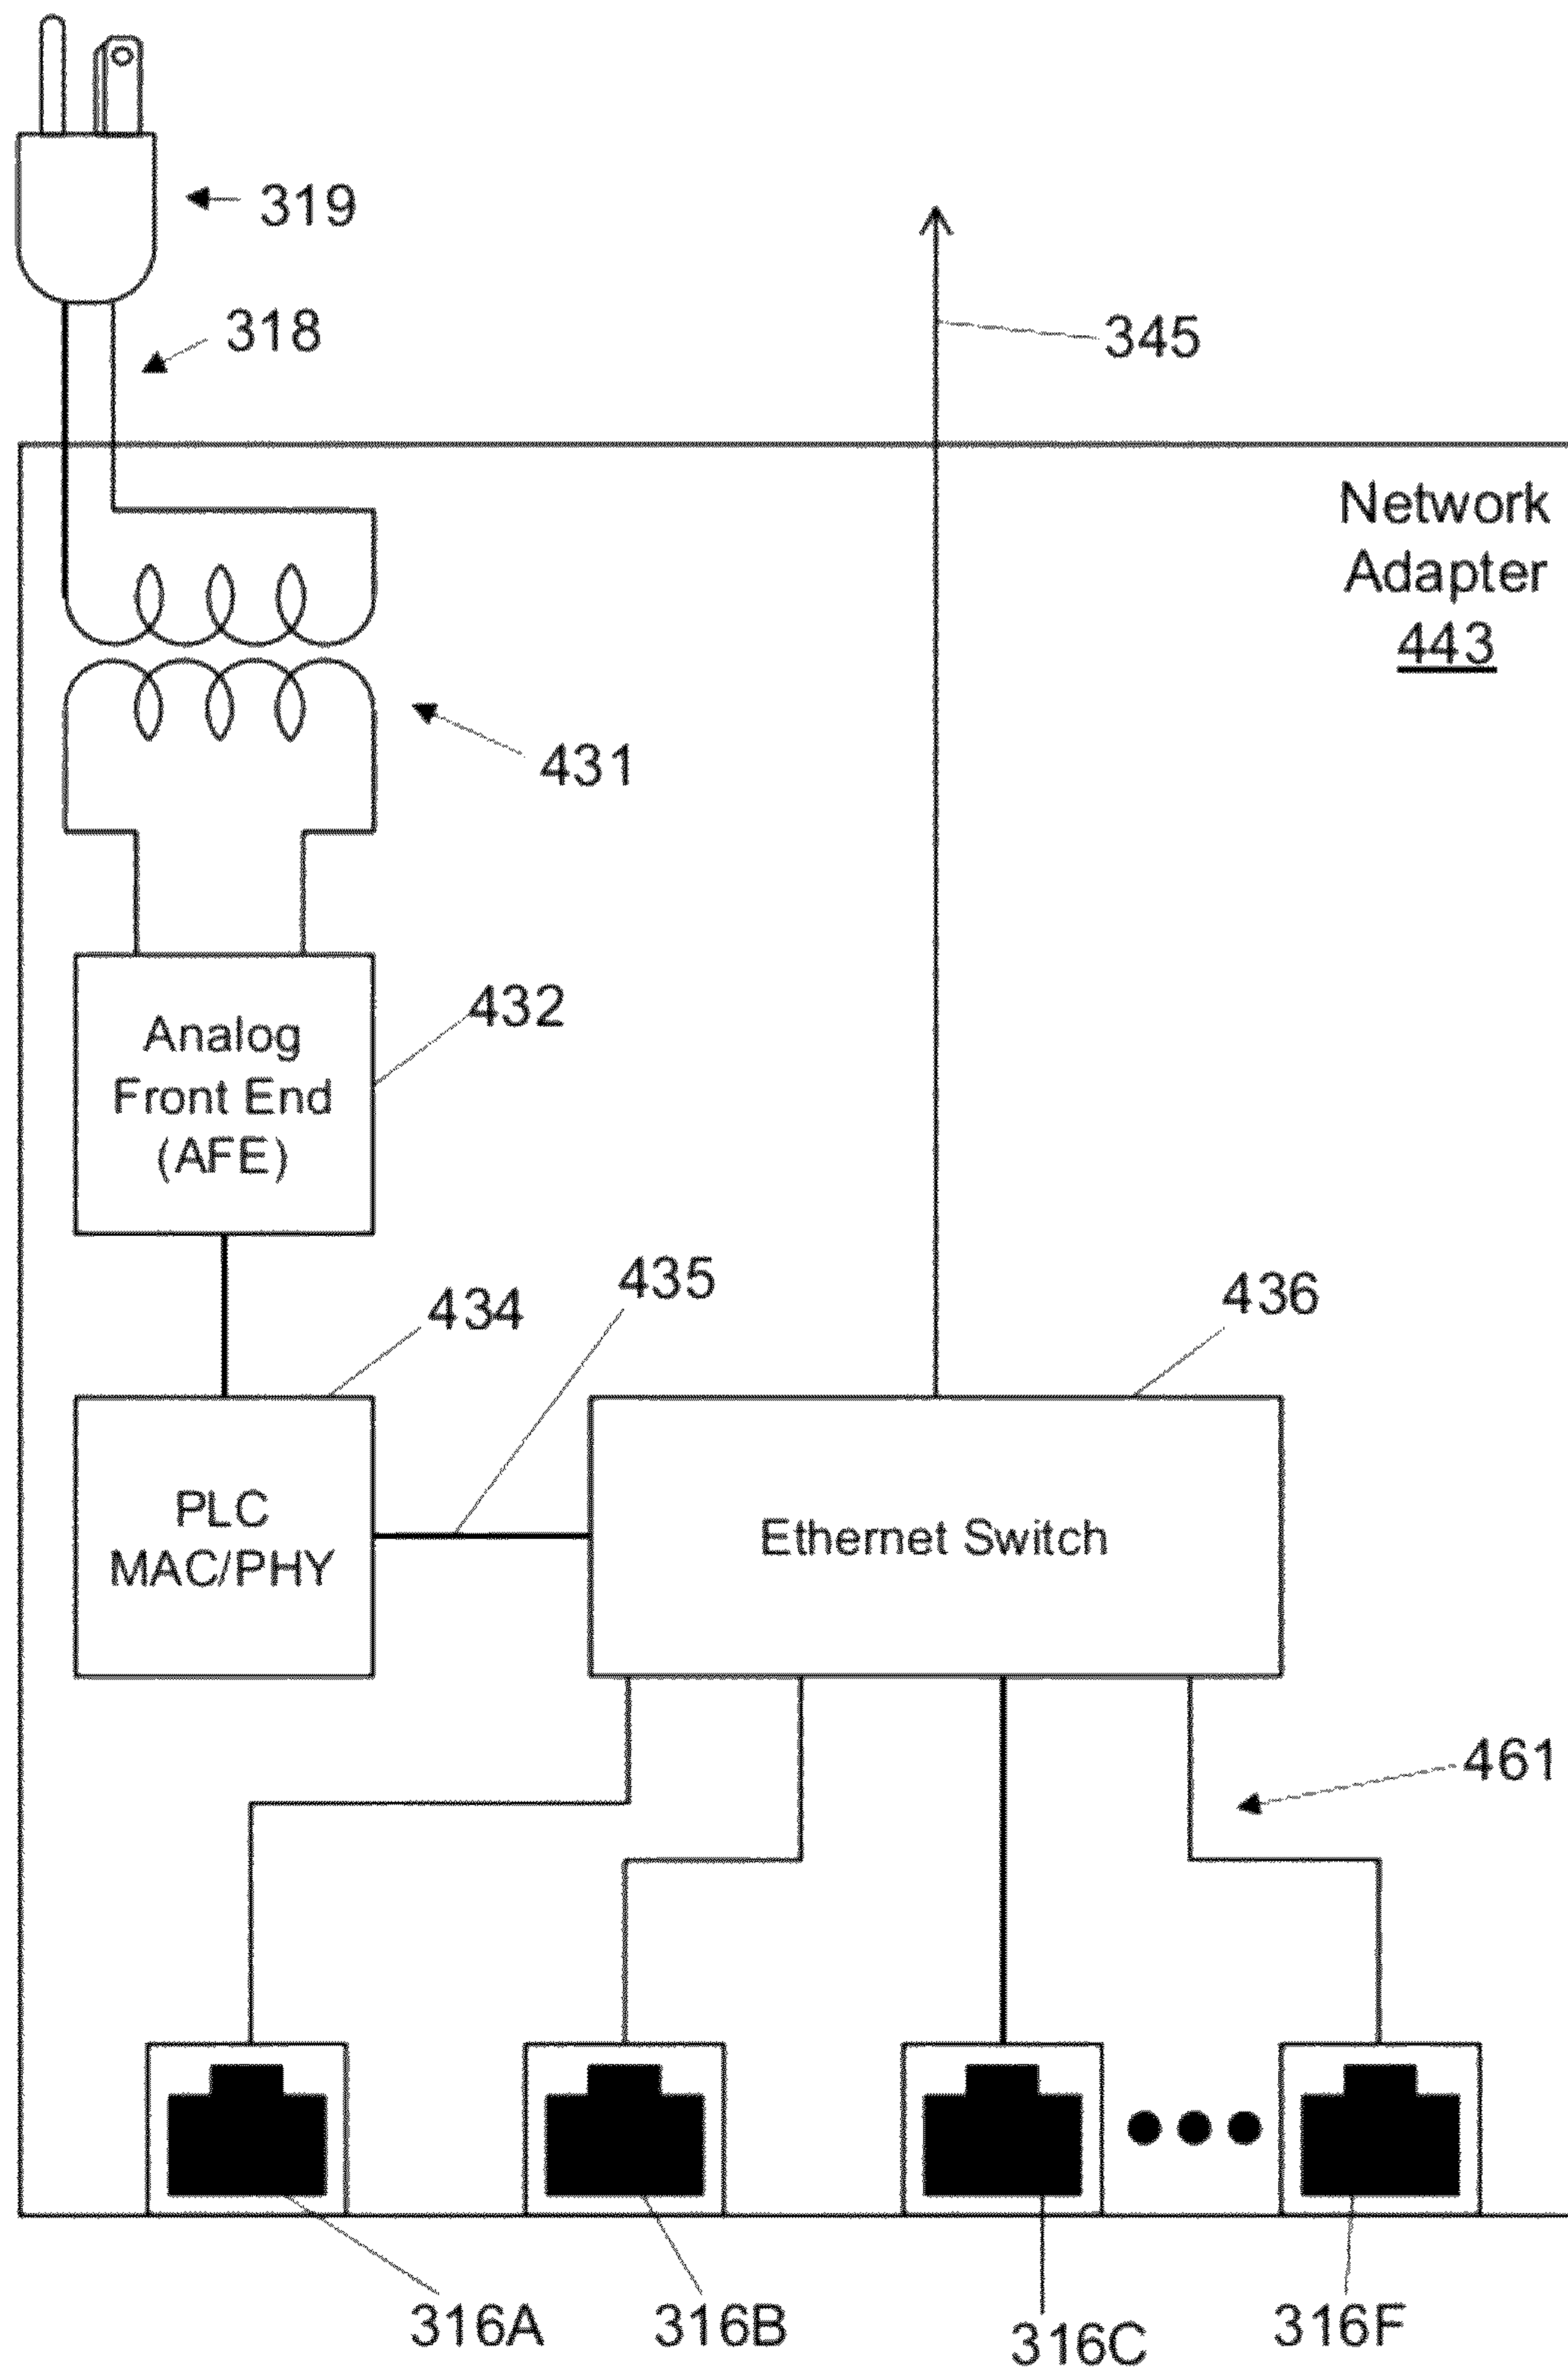 319
318
345
Network
Adapter
443
431
432
Analog
Front End
(AFE)
435
434
436
PLC
MAC/PHY
Ethernet Switch
461
316A
316B
316C
316F